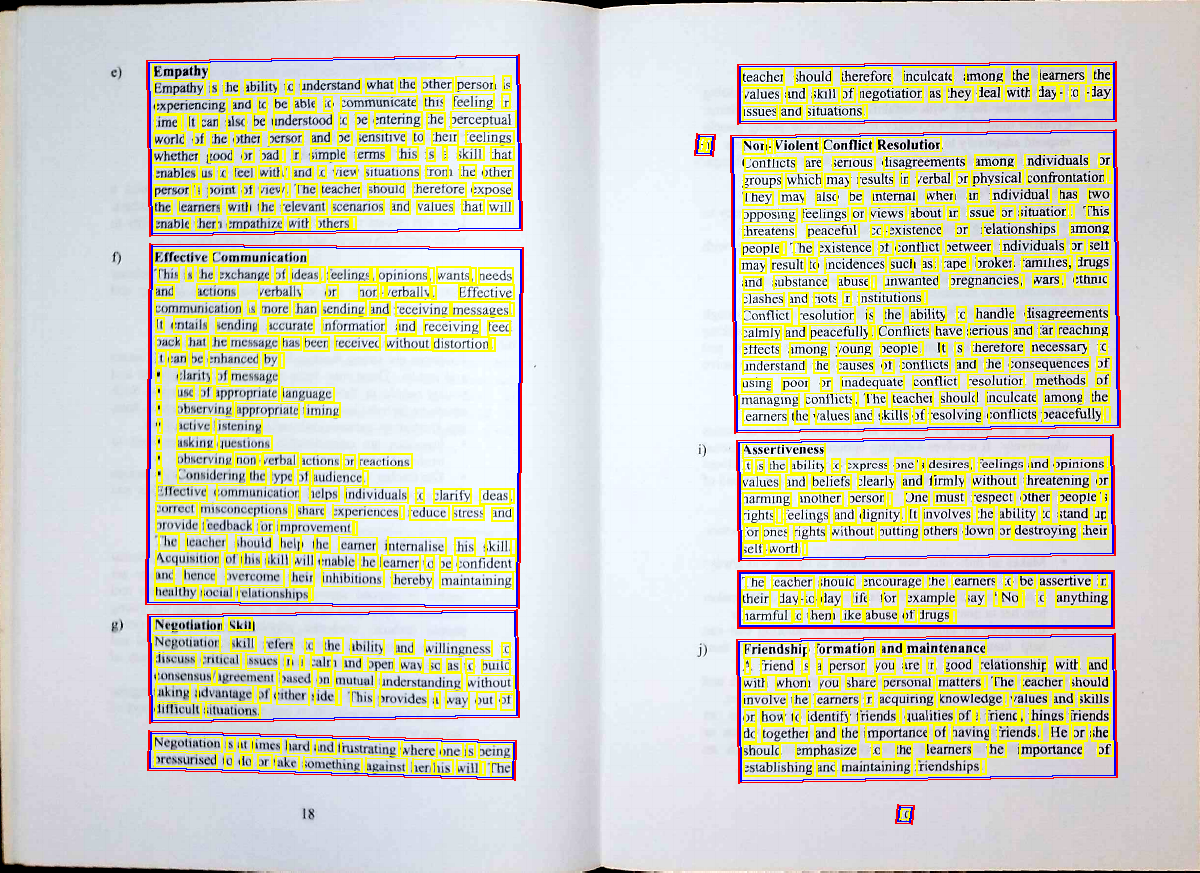 e) Empathy
Empathy is the ability to understand what the other person is
experiencing and to be able to communicate this feeling in
time. It can also be understood to be entering the perceptual
world of the other person and be sensitive to their feelings
whether good or bad. In simple terms this is a skill that
enables us to 'feel with' and to view situations from the other
person's point of view. The teacher should therefore expose
the learners with the relevant scenarios and values that will
enable them empathize with others.
f) Effective Communication
This is the exchange of ideas, feelings, opinions, wants, needs
and actions verbally or non-verbally. Effective
communication is more than sending and receiving messages.
It entails sending accurate information and receiving feed
back that the message has been received without distortion.
It can be enhanced by
• clarity of message
• use of appropriate language
• observing appropriate timing
• active listening
• asking questions
• observing non verbal actions or reactions
• Considering the type of audience.
Effective communication helps individuals to clarify ideas,
correct misconceptions share experiences reduce stress and
provide feedback for improvement.
The teacher should help the learner internalise this skill.
Acquisition of this skill will enable the learner to be confident
and hence overcome their inhibitions hereby maintaining
healthy social relationships.
g) Negotiation Skill
Negotiation skill refers to the ability and willingness to
discuss critical issues in a calm and open way so as to build
consensus/agreement based on mutual understanding without
taking advantage of either side. This provides a way out of
difficult situations.
Negotiation is at times hard and frustrating where one is being
pressurised to do or take something against her/his will. The
18
teacher should therefore inculcate among the learners the
values and skill of negotiation as they deal with day- to -day
issues and situations.
Non- Violent Conflict Resolution
Conflicts are serious disagreements among individuals or
groups which may results in verbal or physical confrontation.
They may also be internal when an individual has two
opposing feelings or views about an issue or situation. This
threatens peaceful co-existence or relationships among
people. The existence of conflict between individuals or self
may result to incidences such as: rape, broken families, drugs
and substance abuse, unwanted pregnancies, wars, ethnic
clashes and riots in institutions.
Conflict resolution is the ability to handle disagreements
calmly and peacefully. Conflicts have serious and far reaching
effects among young people. It is therefore necessary to
understand the causes of conflicts and the consequences of
using poor or inadequate conflict resolution methods of
managing conflicts. The teacher should inculcate among the
learners the values and skills of resolving conflicts peacefully.
i) Assertiveness
It is the ability to express one's desires, feelings and opinions,
values and beliefs clearly and firmly without threatening or
harming another person. One must respect other people's
rights, feelings and dignity. It involves the ability to stand up
for ones rights without putting others down or destroying their
self-worth.
The teacher should encourage the learners to be assertive in
their day-to-day life for example say 'No' to anything
harmful to them like abuse of drugs.
j) Friendship formation and maintenance
A friend is a person you are in good relationship with and
with whom you share personal matters. The teacher should
involve the learners in acquiring knowledge, values and skills
on how to identify friends, qualities of a friend, things friends
do together and the importance of having friends. He or she
should emphasize to the learners the importance of
establishing and maintaining friendships.